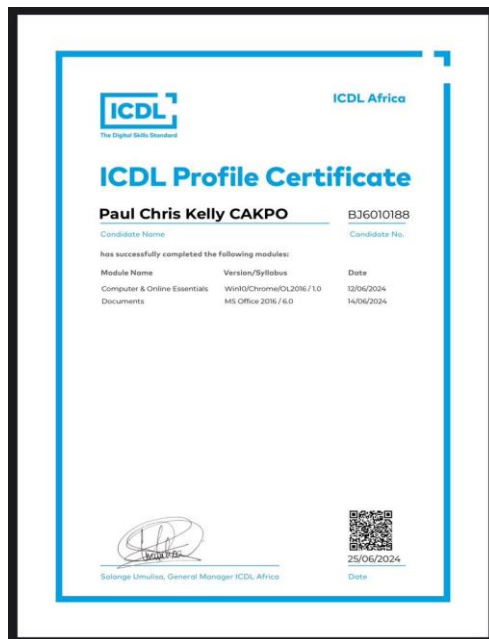 ICDL
The Digital Skills Standard
ICDL Africa
ICDL Profile Certificate
Paul Chris Kelly CAKPO BJ6010188
Candidate Name Candidate No.
has successfully completed the following modules:
Module Name Version/Syllabus Date
Computer & Online Essentials Win10/Chrome/OL2016 / 1.0 12/06/2024
Documents MS Office 2016 / 6.0 14/06/2024
25/06/2024
Solange Umulisa, General Manager ICDL Africa Date